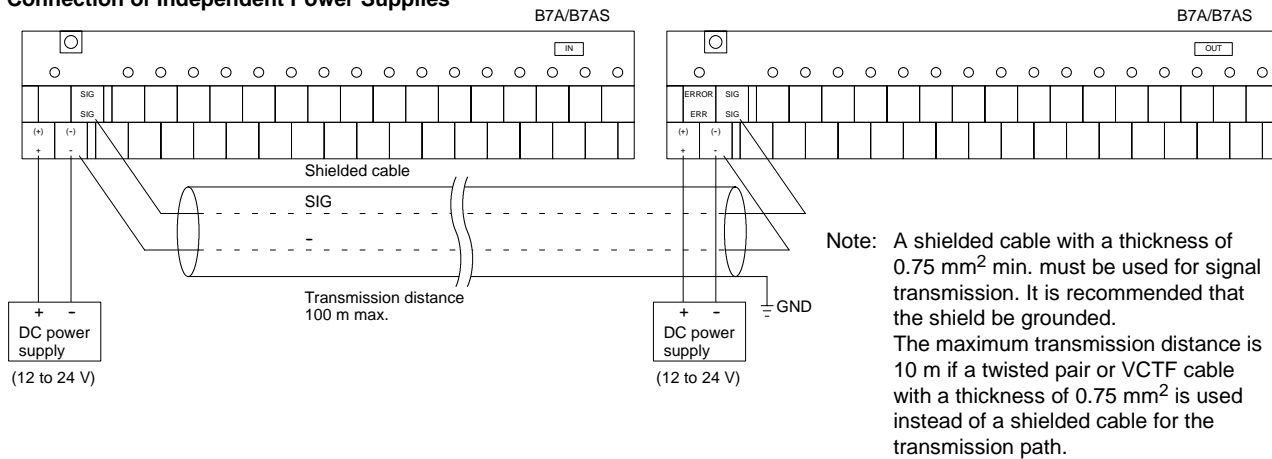 Connection of Independent Power Supplies
B7A/B7AS
B7A/B7AS
IN
OUT
SIG
ERROR SIG
SIG
ERR SIG
(+) (-)
(+) (-)
+ -
+ -
Shielded cable
SIG
-
Transmission distance
100 m max.
GND
+ -
DC power
supply
(12 to 24 V)
+ -
DC power
supply
(12 to 24 V)
Note: A shielded cable with a thickness of
0.75 mm² min. must be used for signal
transmission. It is recommended that
the shield be grounded.
The maximum transmission distance is
10 m if a twisted pair or VCTF cable
with a thickness of 0.75 mm² is used
instead of a shielded cable for the
transmission path.